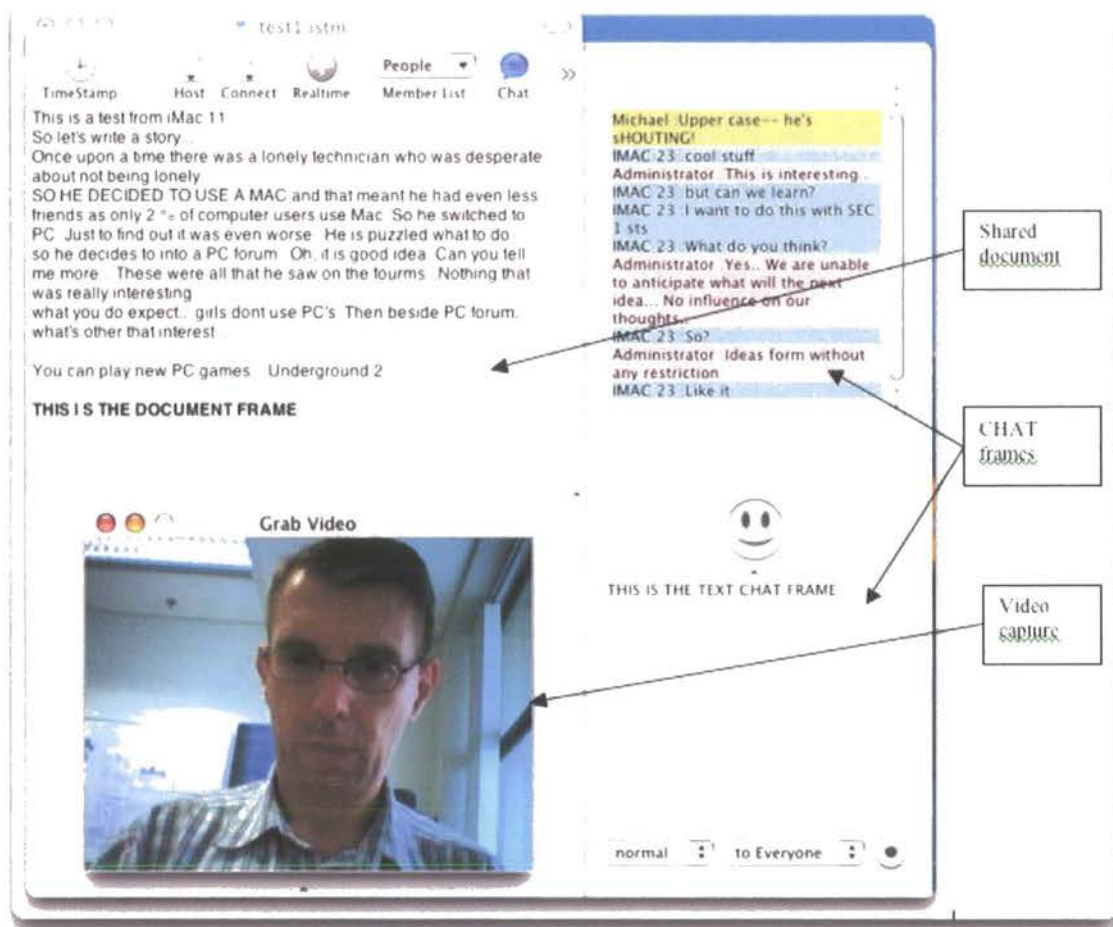 test1.istm
People
TimeStamp Host Connect Realtime Member List Chat
This is a test from iMac 11
So let's write a story...
Once upon a time there was a lonely technician who was desperate
about not being lonely
SO HE DECIDED TO USE A MAC and that meant he had even less
friends as only 2 % of computer users use Mac So he switched to
PC Just to find out it was even worse He is puzzled what to do
so he decides to into a PC forum Oh, it is good idea Can you tell
me more... These were all that he saw on the fourms Nothing that
was really interesting
what you do expect.. girls dont use PC's Then beside PC forum,
what's other that interest...
You can play new PC games Underground 2
THIS I S THE DOCUMENT FRAME
Grab Video
Michael :Upper case-- he's
sHOUTING!
IMAC 23 :cool stuff
Administrator :This is interesting..
IMAC 23 :but can we learn?
IMAC 23 :I want to do this with SEC
1 sts
IMAC 23 :What do you think?
Administrator :Yes.. We are unable
to anticipate what will the next
idea... No influence on our
thoughts..
IMAC 23 :So?
Administrator :Ideas form without
any restriction
IMAC 23 :Like it
THIS IS THE TEXT CHAT FRAME
normal to Everyone
Shared
document
CHAT
frames
Video
capture